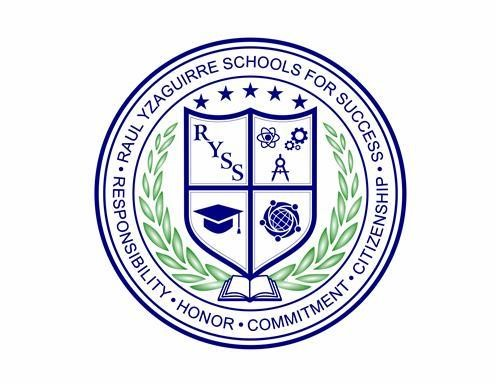 • RAUL YZAGUIRRE SCHOOLS FOR SUCCESS •
RYSS
RESPONSIBILITY • HONOR • COMMITMENT • CITIZENSHIP